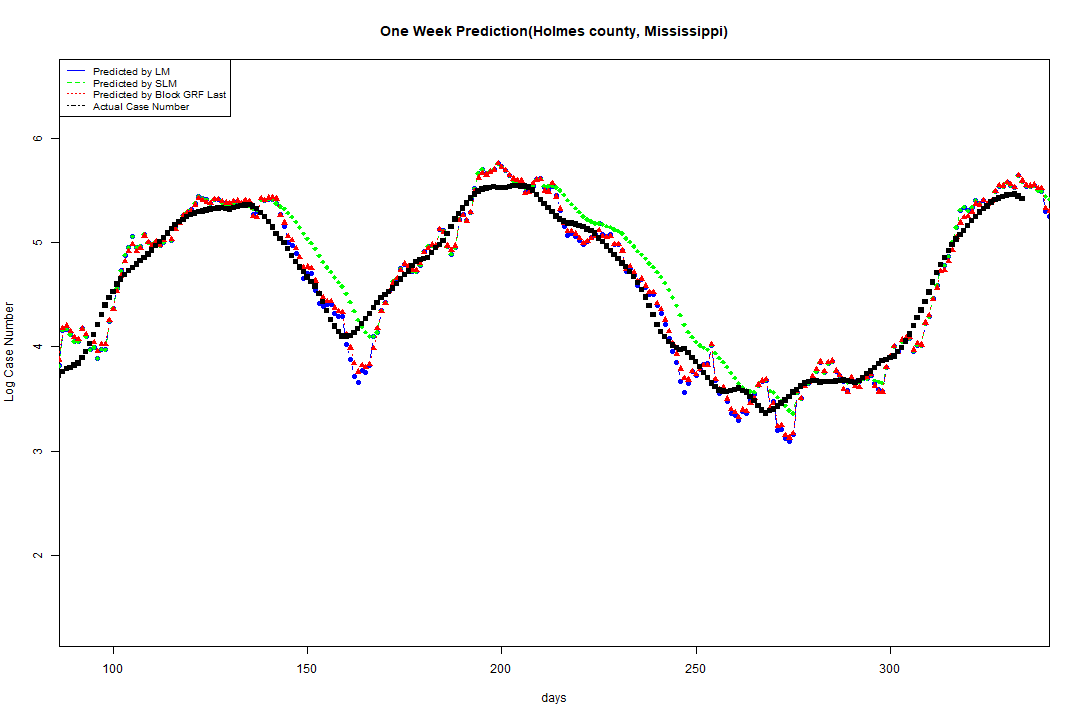 One Week Prediction(Holmes county, Mississippi)
Predicted by LM
Predicted by SLM
Predicted by Block GRF Last
Actual Case Number
6
5
4
3
2
Log Case Number
100 150 200 250 300
days